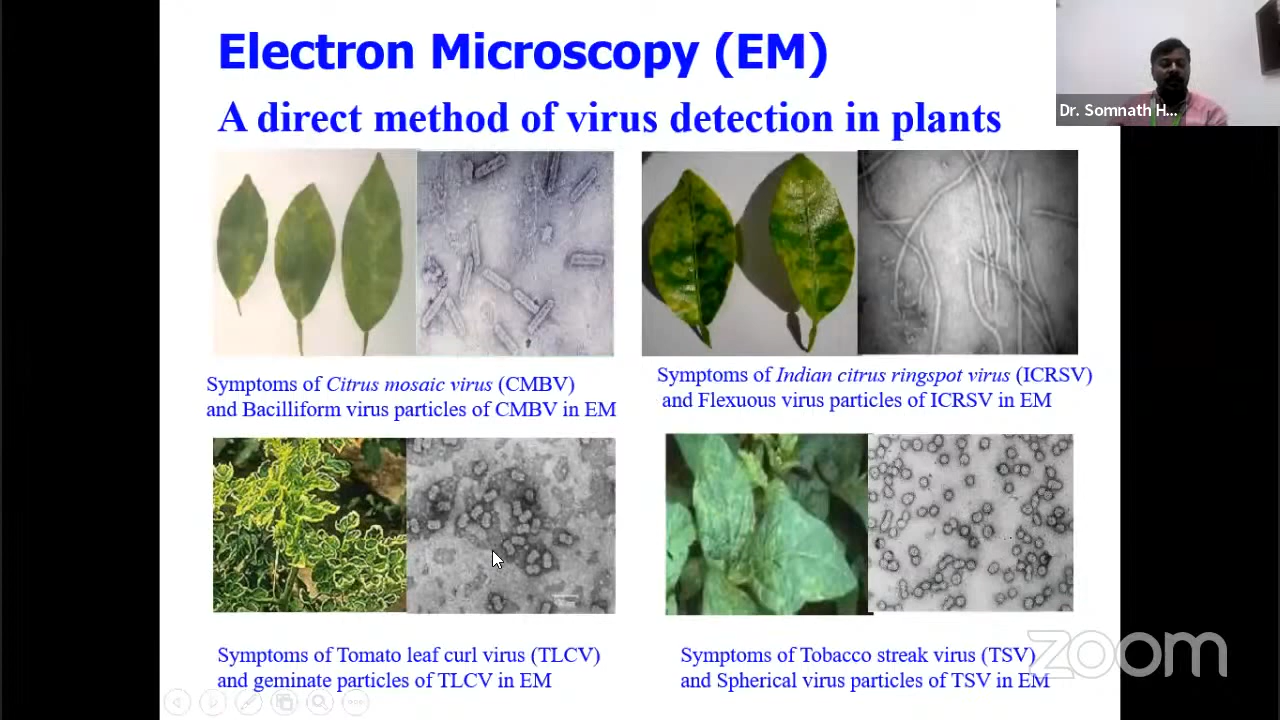 Electron Microscopy (EM)
A direct method of virus detection in plants
Dr. Somnath H...
Symptoms of Citrus mosaic virus (CMBV)
and Bacilliform virus particles of CMBV in EM
Symptoms of Indian citrus ringspot virus (ICRSV)
and Flexuous virus particles of ICRSV in EM
Symptoms of Tomato leaf curl virus (TLCV)
and geminate particles of TLCV in EM
Symptoms of Tobacco streak virus (TSV)
and Spherical virus particles of TSV in EM
zoom